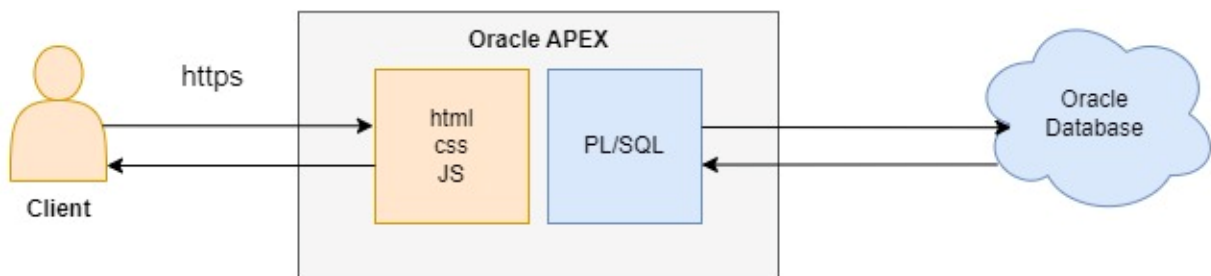 Oracle APEX
https
html
css
JS
PL/SQL
Oracle
Database
Client